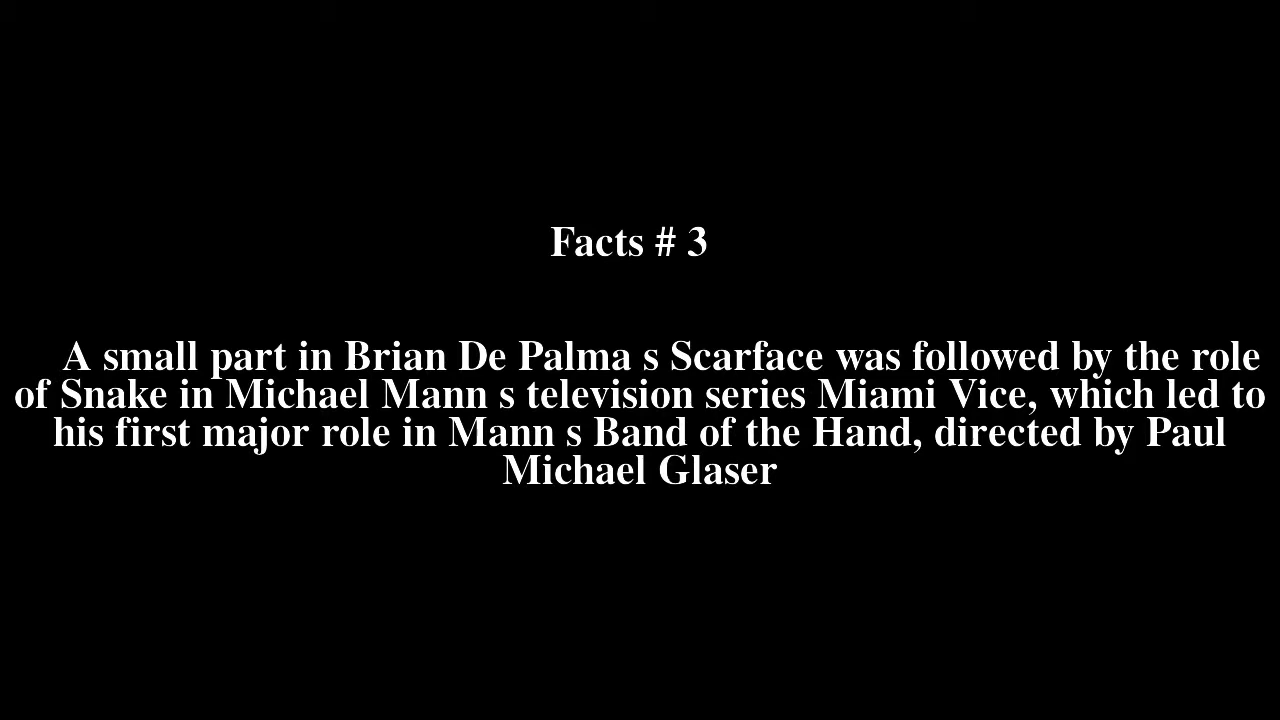 Facts # 3
A small part in Brian De Palma s Scarface was followed by the role
of Snake in Michael Mann s television series Miami Vice, which led to
his first major role in Mann s Band of the Hand, directed by Paul
Michael Glaser